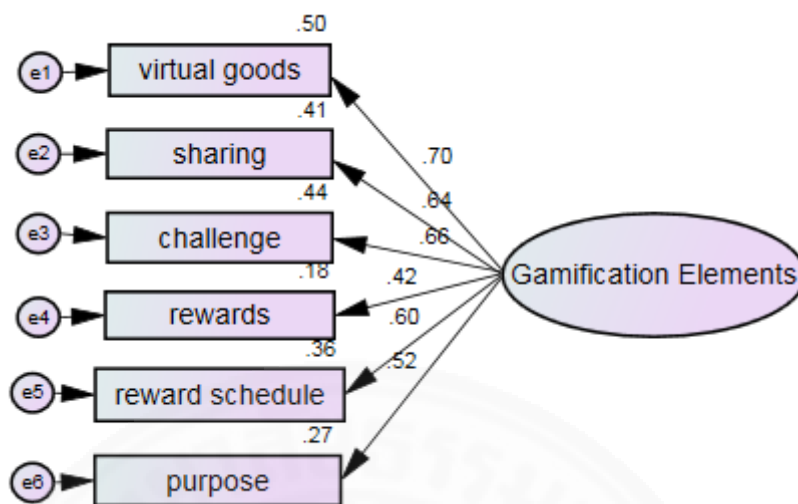 .50
e1 virtual goods
.41
.70
e2 sharing
.64
.44
.66
e3 challenge
Gamification Elements
.18
.42
e4 rewards
.60
.36
.52
e5 reward schedule
.27
e6 purpose